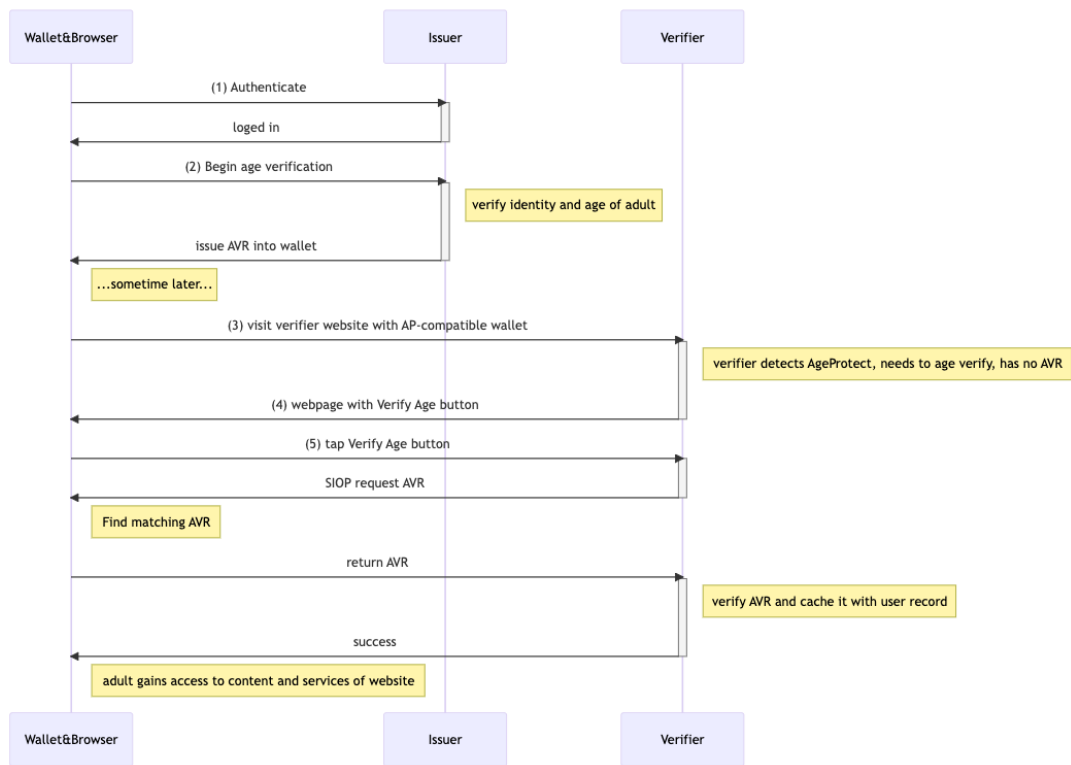 Wallet&Browser
Issuer
Verifier
(1) Authenticate
loged in
(2) Begin age verification
verify identity and age of adult
issue AVR into wallet
...sometime later...
(3) visit verifier website with AP-compatible wallet
verifier detects AgeProtect, needs to age verify, has no AVR
(4) webpage with Verify Age button
(5) tap Verify Age button
SIOP request AVR
Find matching AVR
return AVR
verify AVR and cache it with user record
success
adult gains access to content and services of website
Wallet&Browser
Issuer
Verifier